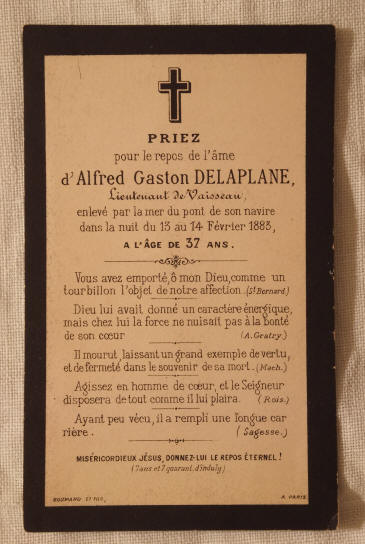 PRIEZ
pour le repos de l'âme
d'Alfred Gaston DELAPLANE,
Lieutenant de Vaisseau,
enlevé par la mer du pont de son navire
dans la nuit du 13 au 14 Février 1883,
A L'ÂGE DE 37 ANS.
Vous avez emporté, ô mon Dieu, comme un
tourbillon l'objet de notre affection. (St Bernard.)
Dieu lui avait donné un caractère énergique,
mais chez lui la force ne nuisait pas à la bonté
de son cœur (A. Gratry.)
Il mourut laissant un grand exemple de vertu,
et de fermeté dans le souvenir de sa mort. (Mach.)
Agissez en homme de cœur, et le Seigneur
disposera de tout comme il lui plaira. (Rois.)
Ayant peu vécu, il a rempli une longue car
rière. (Sagesse.)
MISÉRICORDIEUX JÉSUS, DONNEZ-LUI LE REPOS ÉTERNEL!
(7 ans et 7 quarant. d'indulg.)
ET FILS, A PARIS